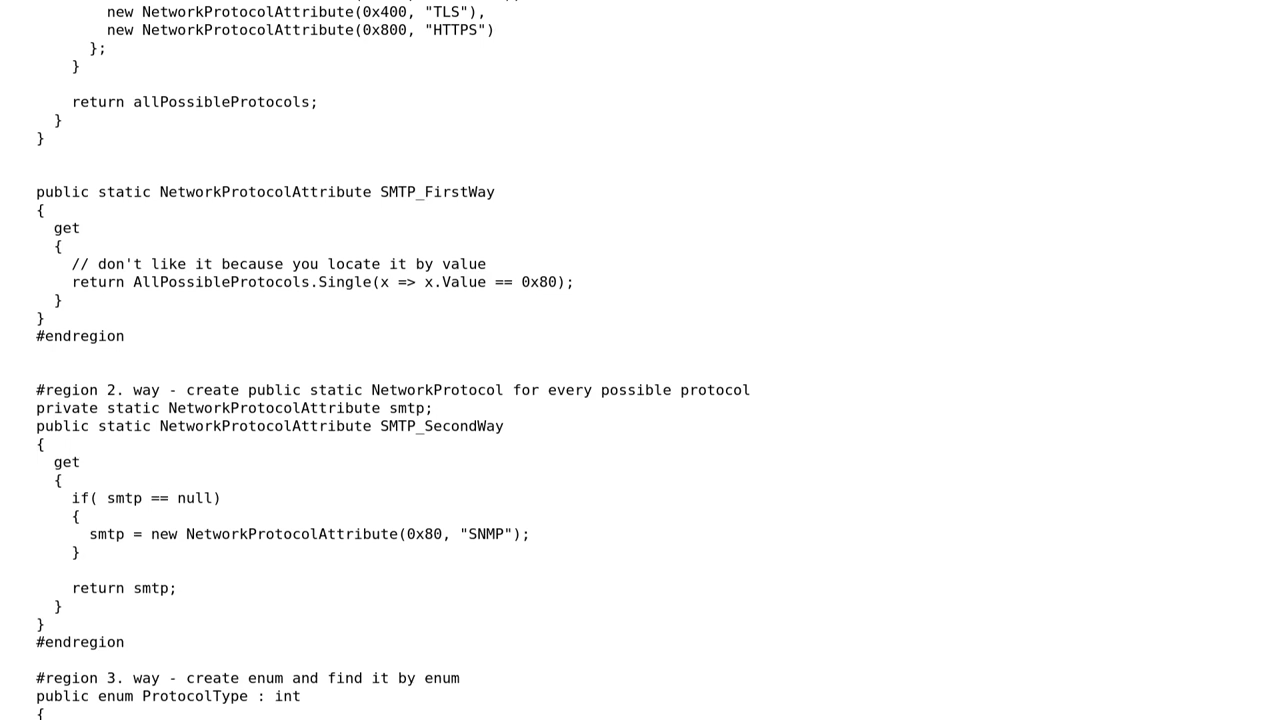 new NetworkProtocolAttribute(0x400, "TLS"),
new NetworkProtocolAttribute(0x800, "HTTPS")
};
}
return allPossibleProtocols;
}
}
public static NetworkProtocolAttribute SMTP_FirstWay
{
get
{
// don't like it because you locate it by value
return AllPossibleProtocols.Single(x => x.Value == 0x80);
}
}
#endregion
#region 2. way - create public static NetworkProtocol for every possible protocol
private static NetworkProtocolAttribute smtp;
public static NetworkProtocolAttribute SMTP_SecondWay
{
get
{
if( smtp == null)
{
smtp = new NetworkProtocolAttribute(0x80, "SNMP");
}
return smtp;
}
}
#endregion
#region 3. way - create enum and find it by enum
public enum ProtocolType : int
{